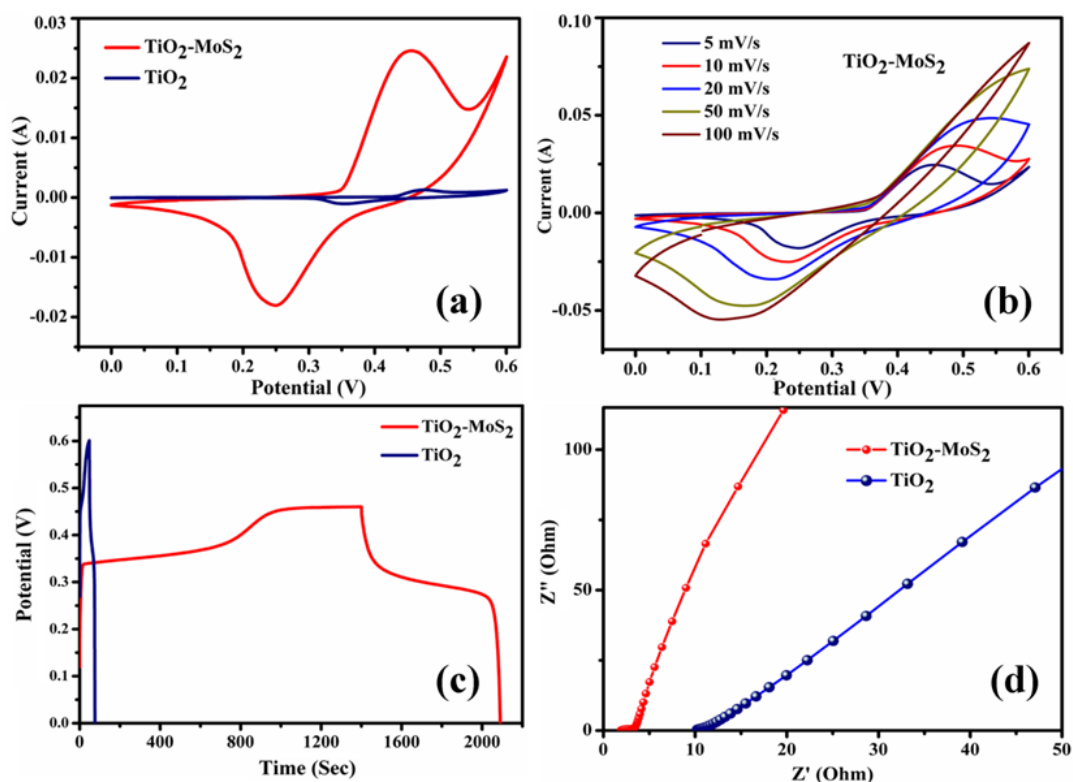 0.03
0.02
0.01
0.00
-0.01
-0.02
Current (A)
TiO2-MoS2
TiO2
(a)
0.0 0.1 0.2 0.3 0.4 0.5 0.6
Potential (V)
0.10
0.05
0.00
-0.05
Current (A)
5 mV/s
10 mV/s
20 mV/s
50 mV/s
100 mV/s
TiO2-MoS2
(b)
0.0 0.1 0.2 0.3 0.4 0.5 0.6
Potential (V)
0.6
0.5
0.4
0.3
0.2
0.1
0.0
Potential (V)
TiO2-MoS2
TiO2
(c)
0 400 800 1200 1600 2000
Time (Sec)
100
50
0
Z'' (Ohm)
TiO2-MoS2
TiO2
(d)
0 10 20 30 40 50
Z' (Ohm)